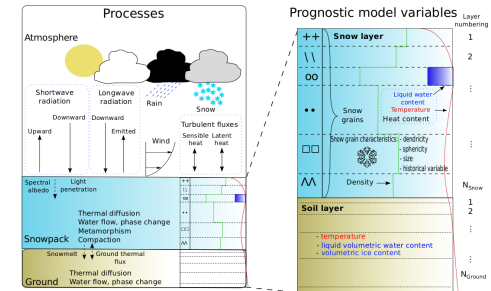 Processes
Atmosphere
Shortwave
radiation
Longwave
radiation
Rain
Snow
Turbulent fluxes
Upward
Downward
Downward
Emitted
Wind
Sensible
heat
Latent
heat
Spectral
albedo
Light
penetration
Thermal diffusion
Water flow, phase change
Metamorphism
Compaction
Snowpack
Snowmelt
Ground thermal
flux
Thermal diffusion
Water flow, phase change
Ground
Prognostic model variables
Layer
numbering
Snow layer
1
2
Liquid water
content
Temperature
Heat content
Snow
grains
Snow grain characteristics: - dendricity
- sphericity
- size
- historical variable
Density
NSnow
Soil layer
1
2
- temperature
- liquid volumetric water content
- volumetric ice content
NGround